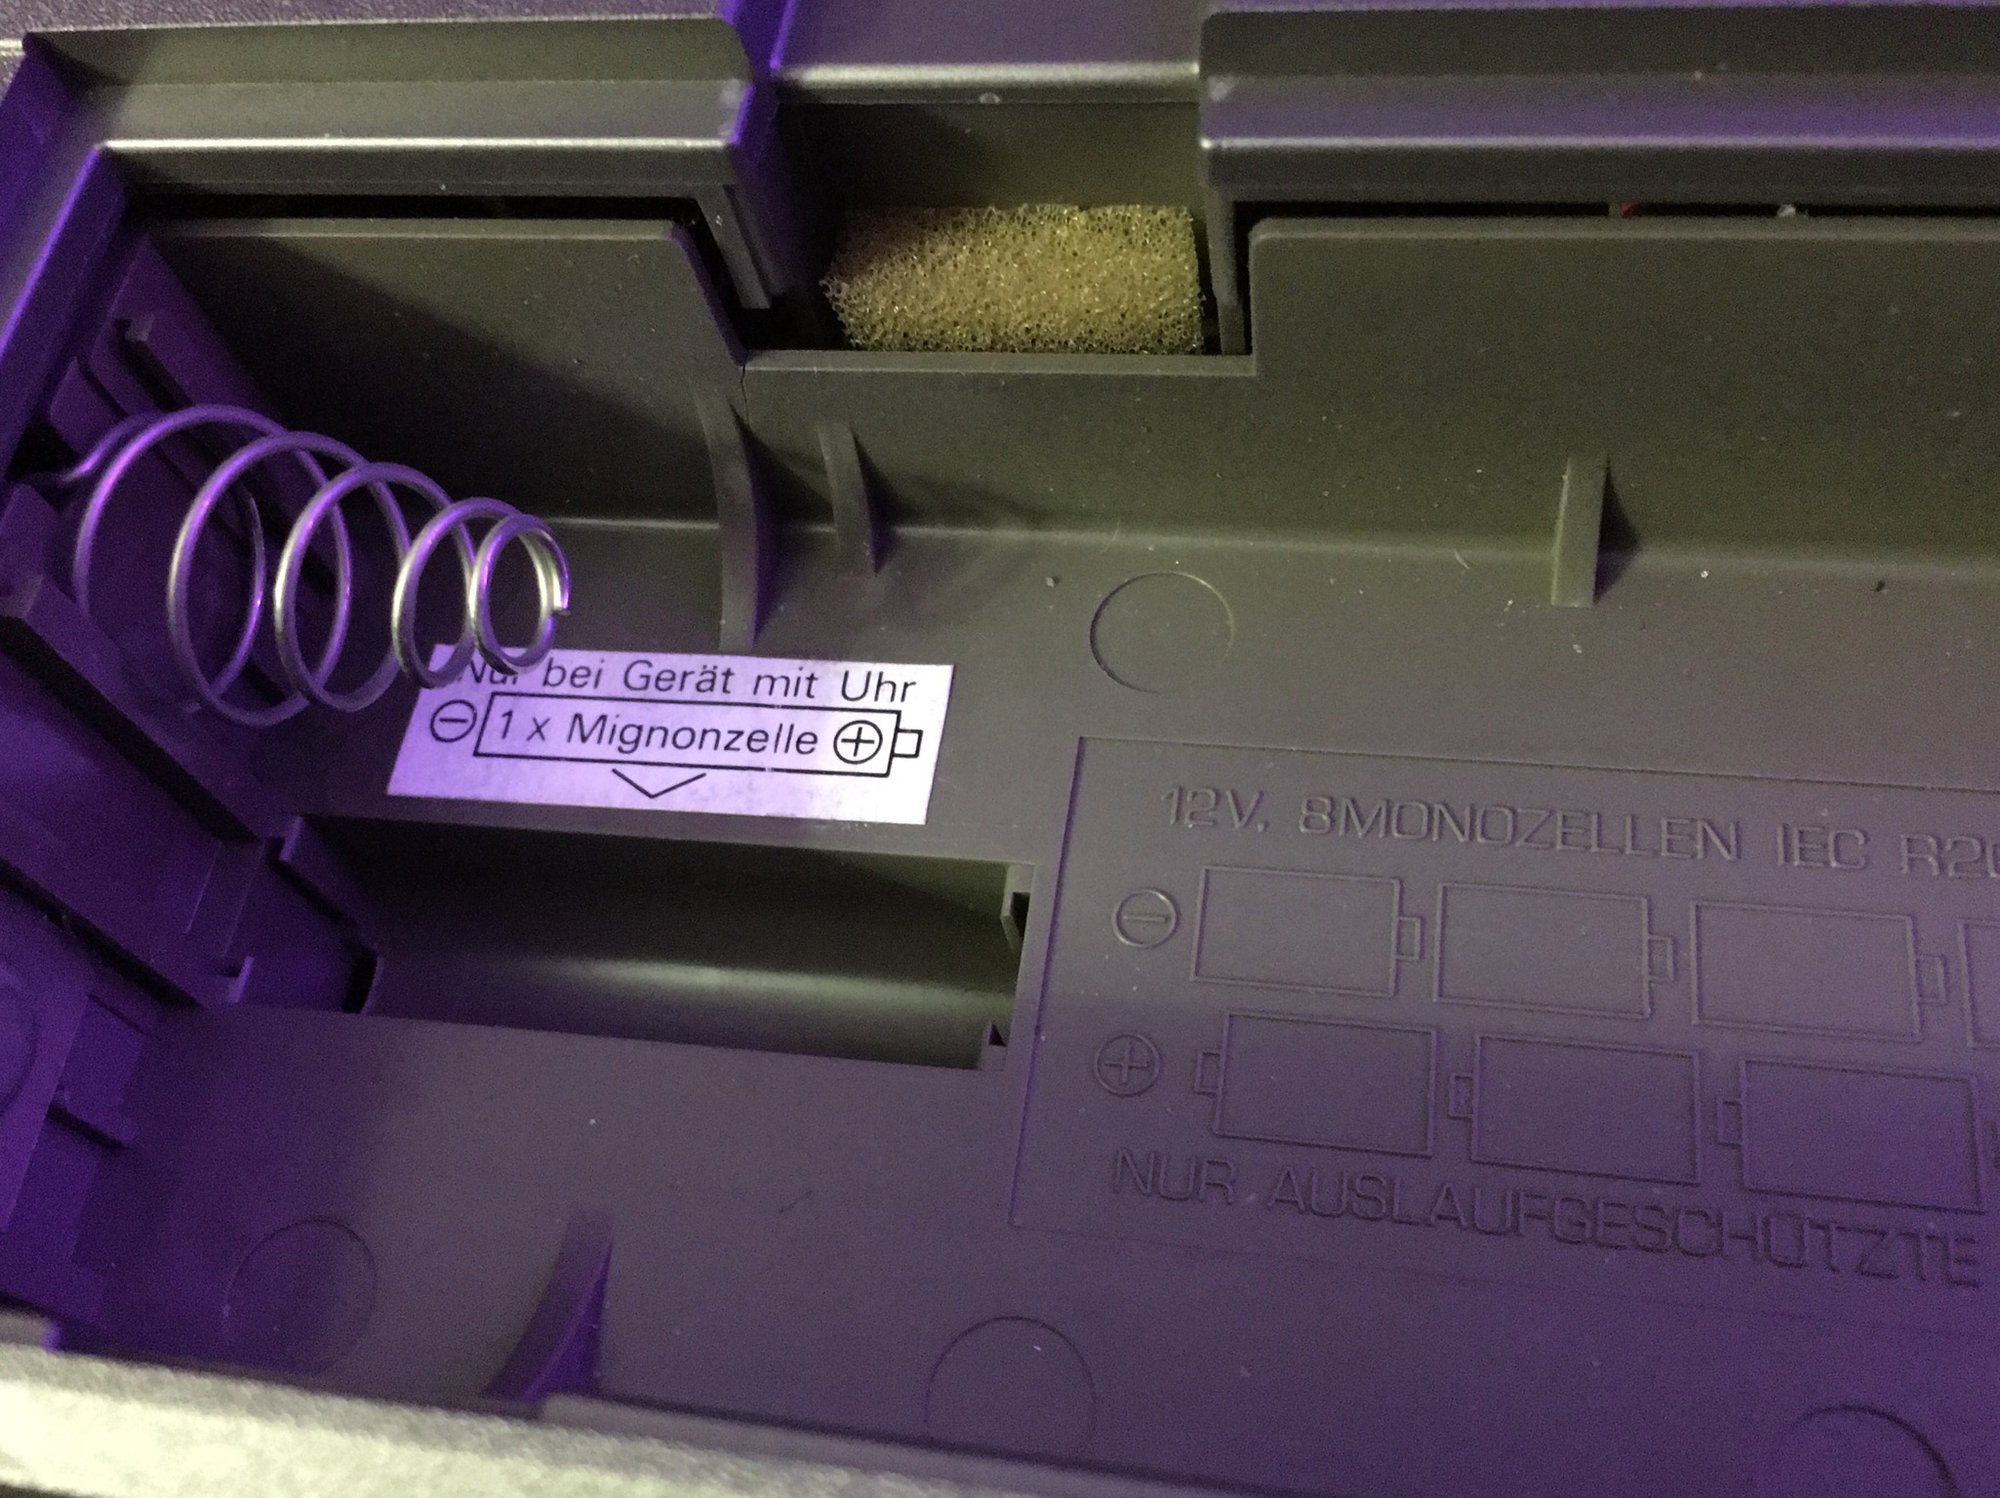 Nur bei Gerät mit Uhr
⊖ 1 x Mignonzelle ⊕
12V, 8MONOZELLEN IEC
⊖
⊕
NUR AUSLAUFGESCHÜTZTE